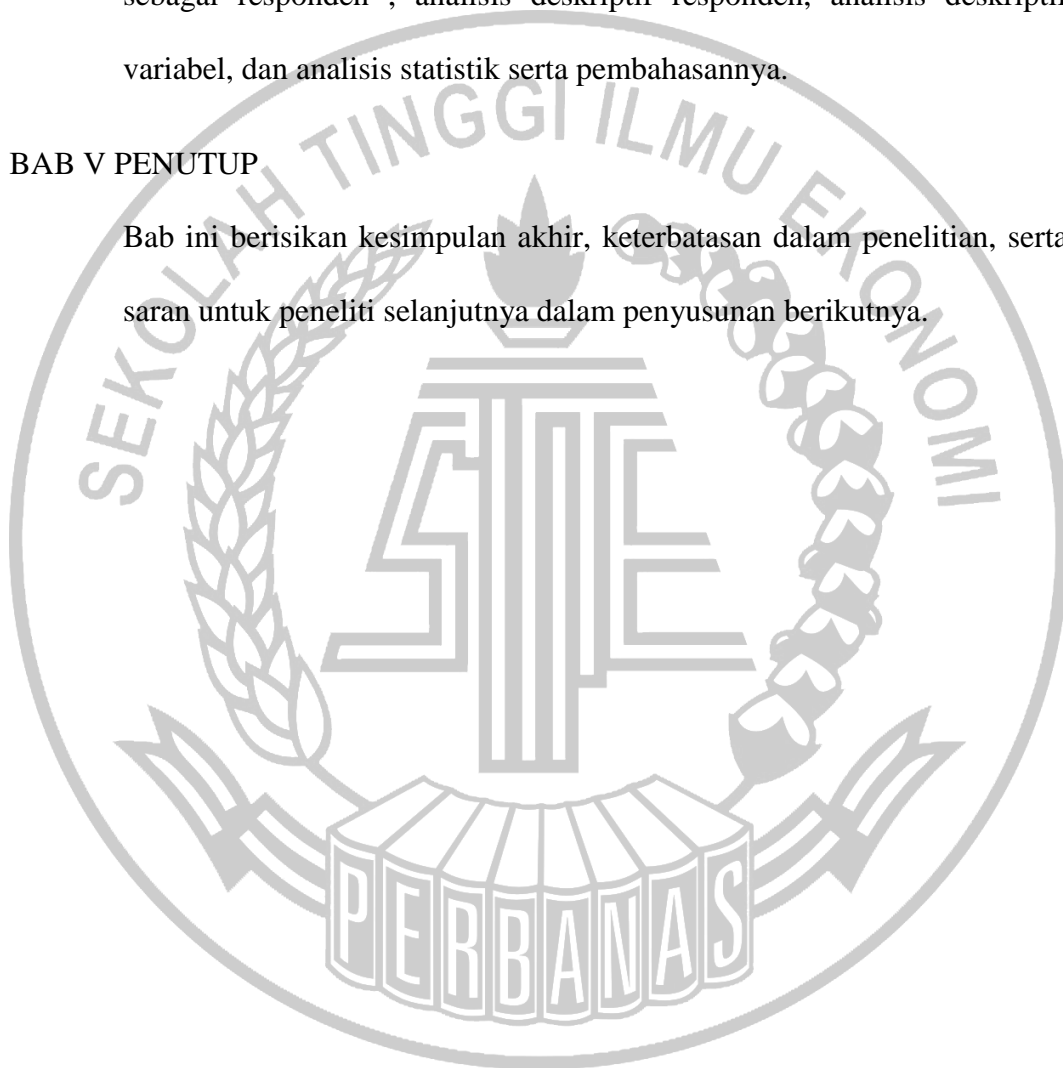 sebagai responden , analisis deskriptif responden, analisis deskriptif
variabel, dan analisis statistik serta pembahasannya.
BAB V PENUTUP
Bab ini berisikan kesimpulan akhir, keterbatasan dalam penelitian, serta
saran untuk peneliti selanjutnya dalam penyusunan berikutnya.
SEKOLAH TINGGI ILMU EKONOMI
STIE
PERBANAS